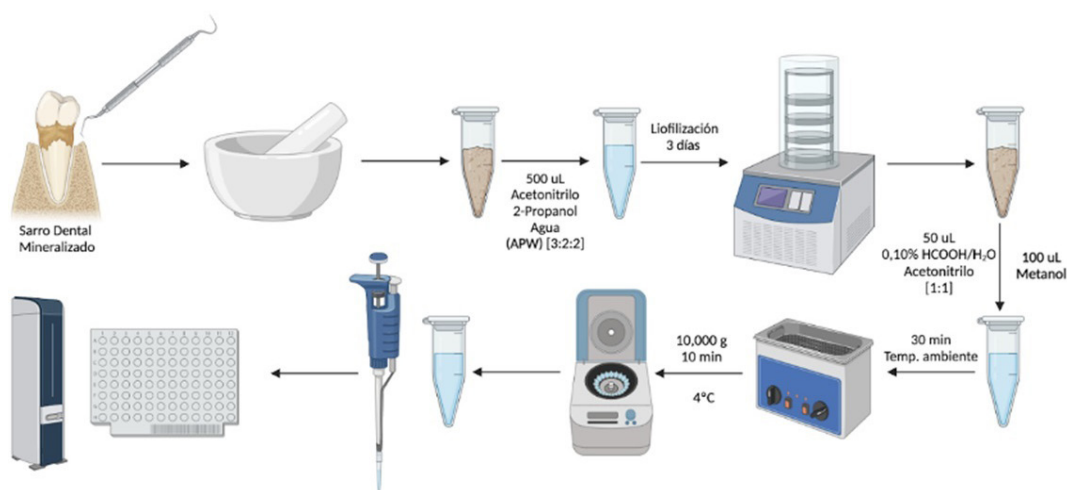 Sarro Dental
Mineralizado
500 uL
Acetonitrilo
2-Propanol
Agua
(APW) [3:2:2]
Liofilización
3 días
50 uL
0,10% HCOOH/H₂O
Acetonitrilo
[1:1]
100 uL
Metanol
30 min
Temp. ambiente
10,000 g
10 min
4°C